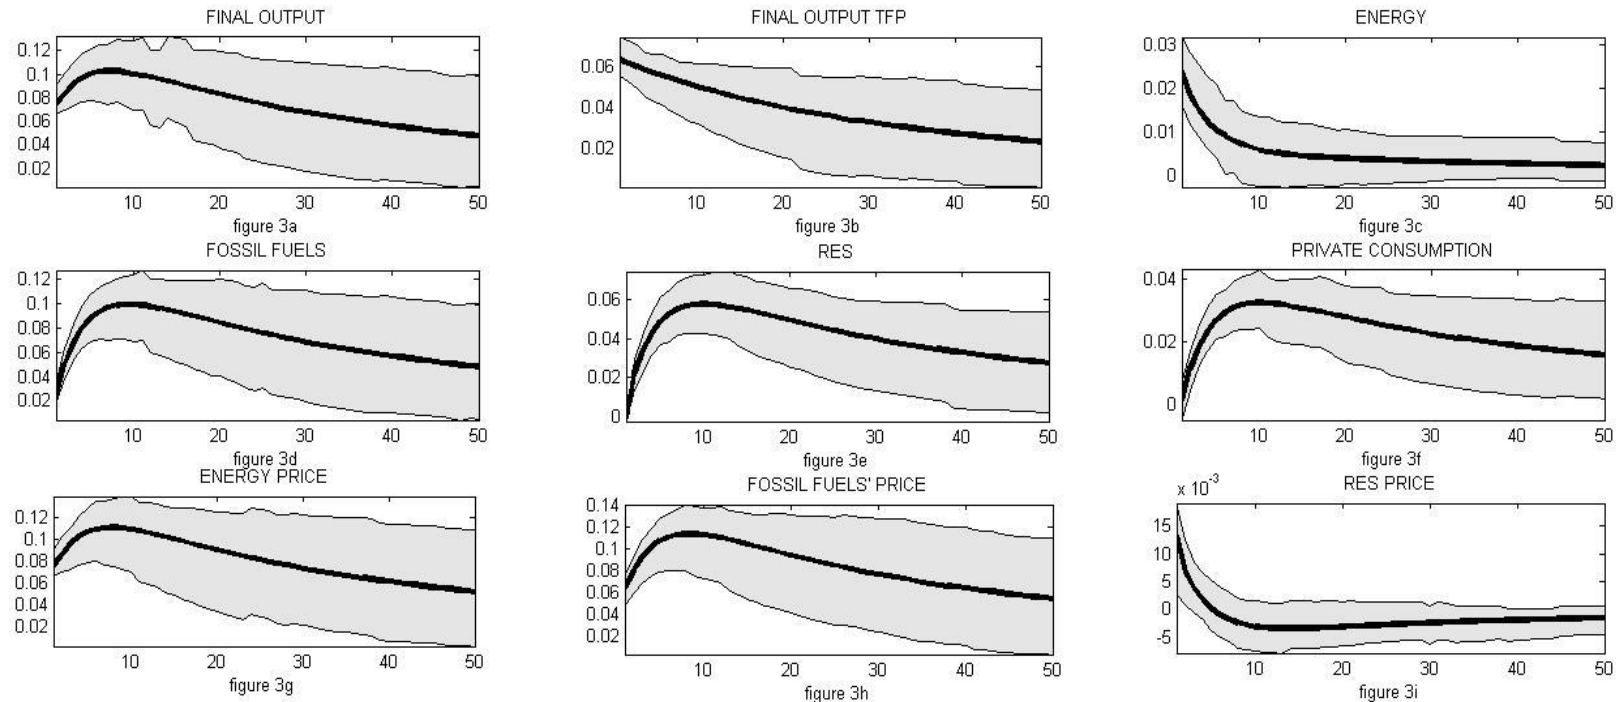 FINAL OUTPUT
0.12
0.1
0.08
0.06
0.04
0.02
10 20 30 40 50
figure 3a
FINAL OUTPUT TFP
0.06
0.04
0.02
10 20 30 40 50
figure 3b
ENERGY
0.03
0.02
0.01
0
10 20 30 40 50
figure 3c
FOSSIL FUELS
0.12
0.1
0.08
0.06
0.04
0.02
10 20 30 40 50
figure 3d
RES
0.06
0.04
0.02
0
10 20 30 40 50
figure 3e
PRIVATE CONSUMPTION
0.04
0.02
0
10 20 30 40 50
figure 3f
ENERGY PRICE
0.12
0.1
0.08
0.06
0.04
0.02
10 20 30 40 50
figure 3g
FOSSIL FUELS' PRICE
0.14
0.12
0.1
0.08
0.06
0.04
0.02
10 20 30 40 50
figure 3h
x 10^-3
RES PRICE
15
10
5
0
-5
10 20 30 40 50
figure 3i